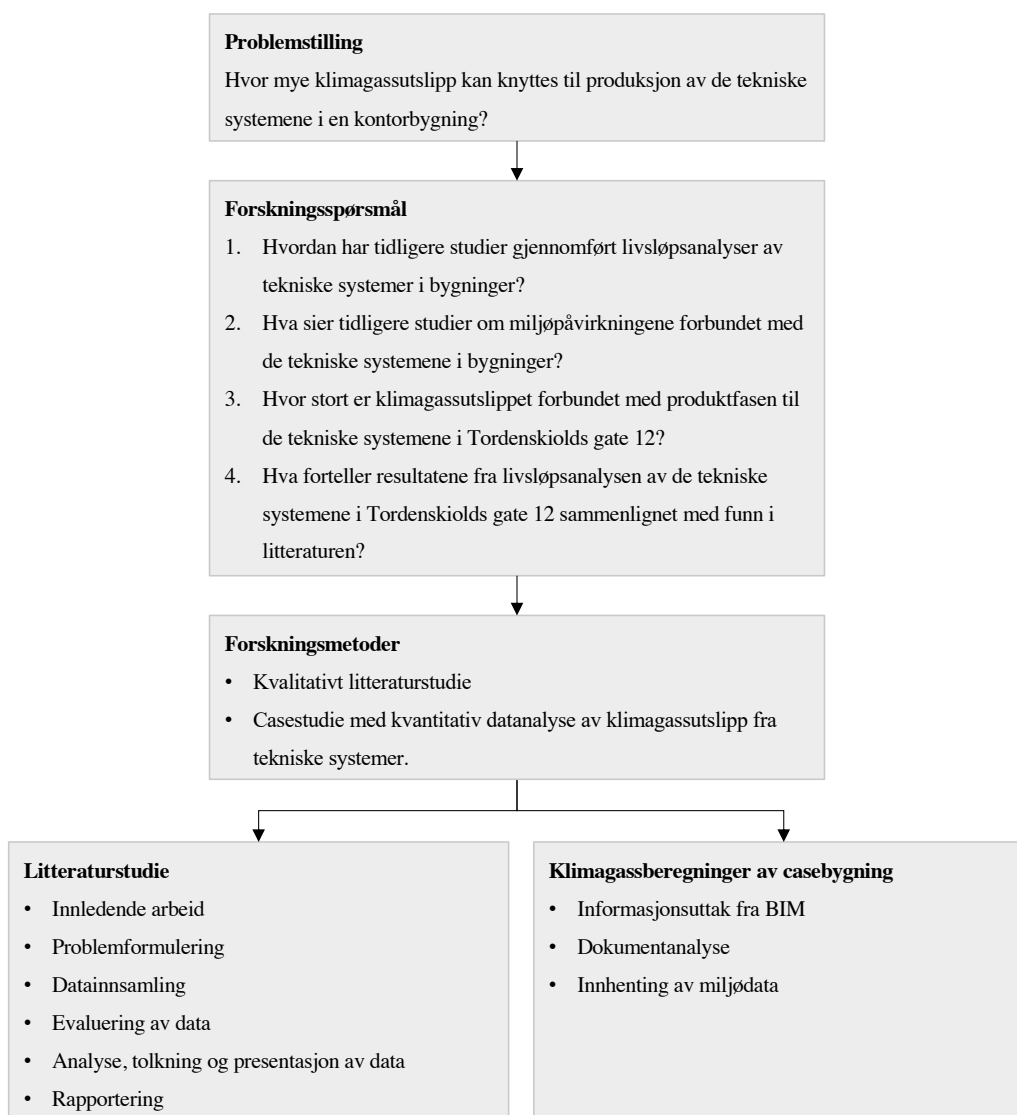 Problemstilling
Hvor mye klimagassutslipp kan knyttes til produksjon av de tekniske
systemene i en kontorbygning?
Forskningsspørsmål
1. Hvordan har tidligere studier gjennomført livsløpsanalyser av
tekniske systemer i bygninger?
2. Hva sier tidligere studier om miljøpåvirkningene forbundet med
de tekniske systemene i bygninger?
3. Hvor stort er klimagassutslippet forbundet med produktfasen til
de tekniske systemene i Tordenskiolds gate 12?
4. Hva forteller resultatene fra livsløpsanalysen av de tekniske
systemene i Tordenskiolds gate 12 sammenlignet med funn i
litteraturen?
Forskningsmetoder
• Kvalitativt litteraturstudie
• Casestudie med kvantitativ datanalyse av klimagassutslipp fra
tekniske systemer.
Litteraturstudie
• Innledende arbeid
• Problemformulering
• Datainnsamling
• Evaluering av data
• Analyse, tolkning og presentasjon av data
• Rapportering
Klimagassberegninger av casebygning
• Informasjonsuttak fra BIM
• Dokumentanalyse
• Innhenting av miljødata